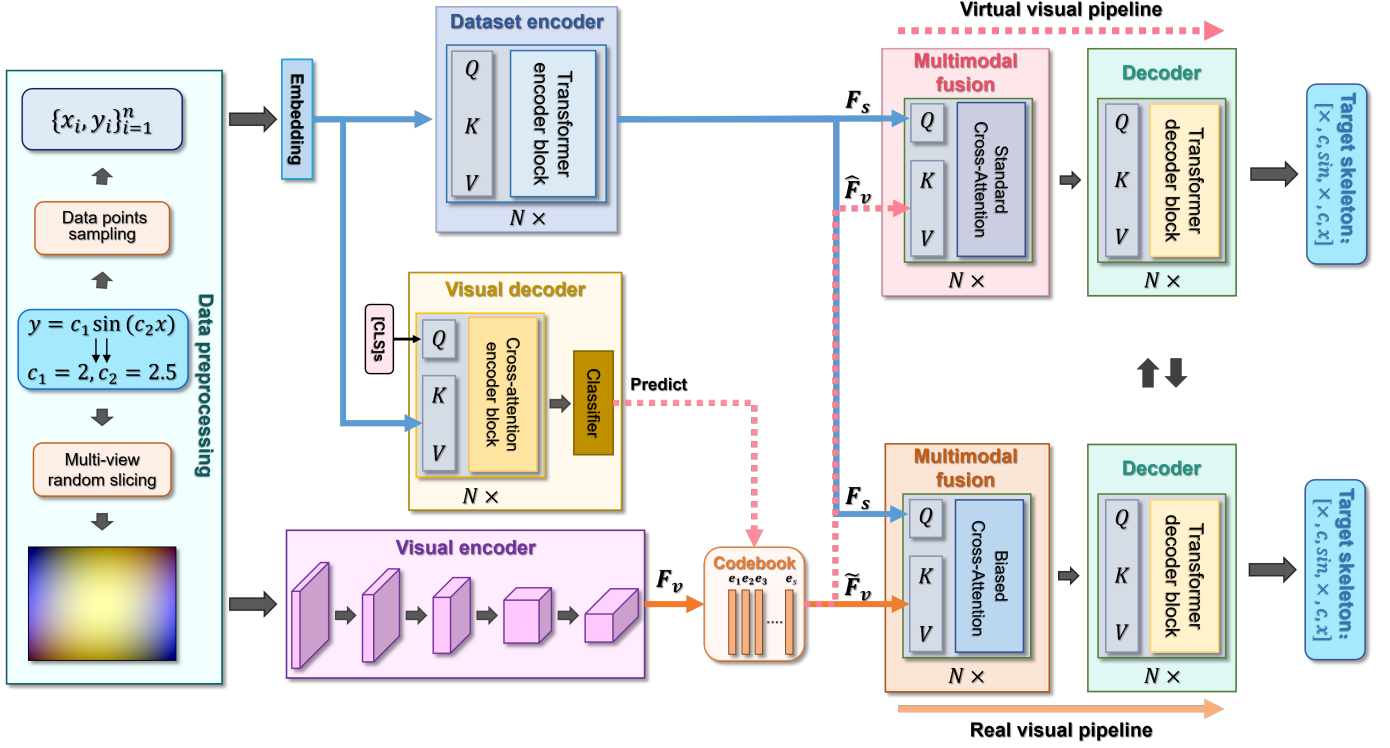 Data preprocessing
{x_i, y_i}_{i=1}^n
Data points
sampling
y = c_1 sin (c_2x)
c_1 = 2, c_2 = 2.5
Multi-view
random slicing
Embedding
Dataset encoder
Q
K
V
Transformer
encoder block
N ×
Visual decoder
[CLS]s
Q
K
V
Cross-attention
encoder block
Classifier
N ×
Predict
Visual encoder
F_v
Codebook
e_1 e_2 e_3 e_s
.....
Virtual visual pipeline
F_s
F̂_v
Multimodal
fusion
Q
K
V
Standard
Cross-Attention
N ×
Decoder
Q
K
V
Transformer
decoder block
N ×
Target skeleton:
[×, c, sin, ×, c, x]
F_s
F̃_v
Multimodal
fusion
Q
K
V
Biased
Cross-Attention
N ×
Decoder
Q
K
V
Transformer
decoder block
N ×
Target skeleton:
[×, c, sin, ×, c, x]
Real visual pipeline